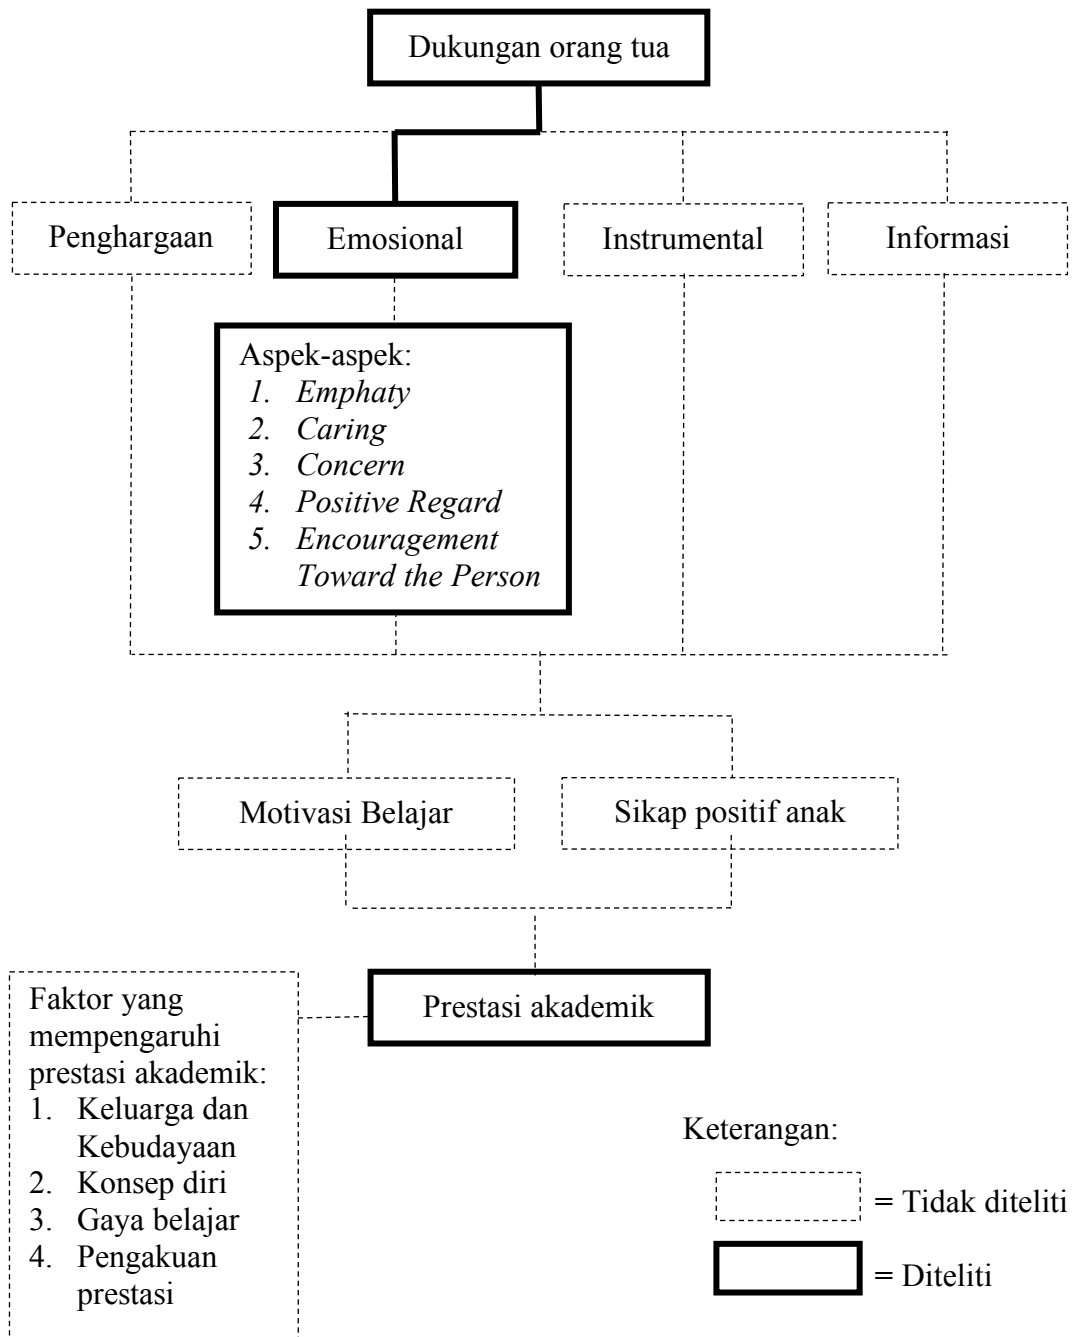 Dukungan orang tua
Penghargaan
Emosional
Instrumental
Informasi
Aspek-aspek:
1. Emphaty
2. Caring
3. Concern
4. Positive Regard
5. Encouragement
Toward the Person
Motivasi Belajar
Sikap positif anak
Prestasi akademik
Faktor yang
mempengaruhi
prestasi akademik:
1. Keluarga dan
Kebudayaan
2. Konsep diri
3. Gaya belajar
4. Pengakuan
prestasi
Keterangan:
= Tidak diteliti
= Diteliti